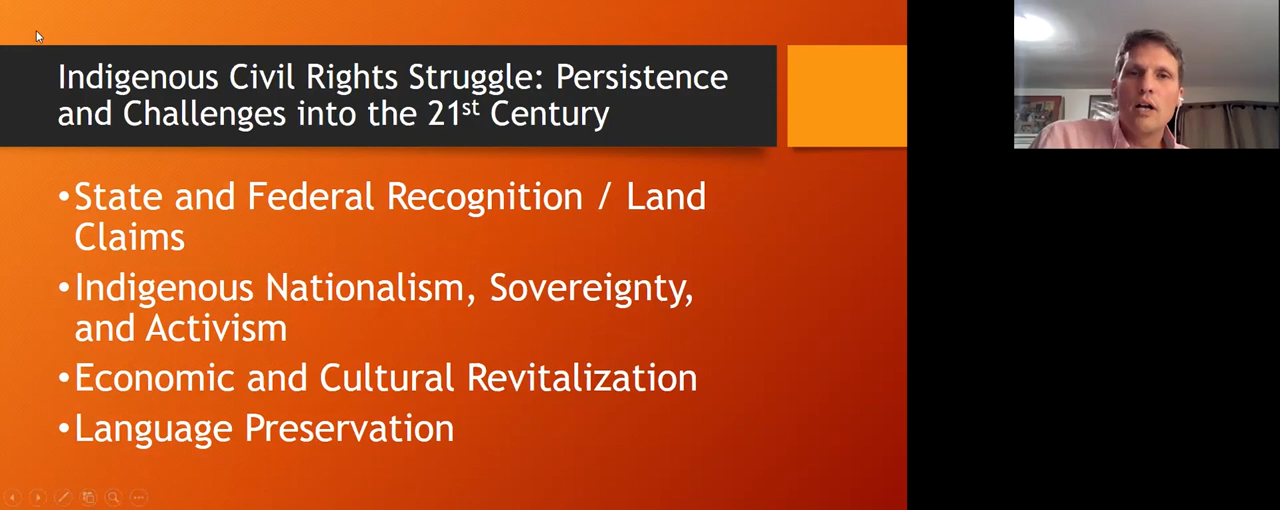 Indigenous Civil Rights Struggle: Persistence
and Challenges into the 21st Century
•State and Federal Recognition / Land
Claims
•Indigenous Nationalism, Sovereignty,
and Activism
•Economic and Cultural Revitalization
•Language Preservation